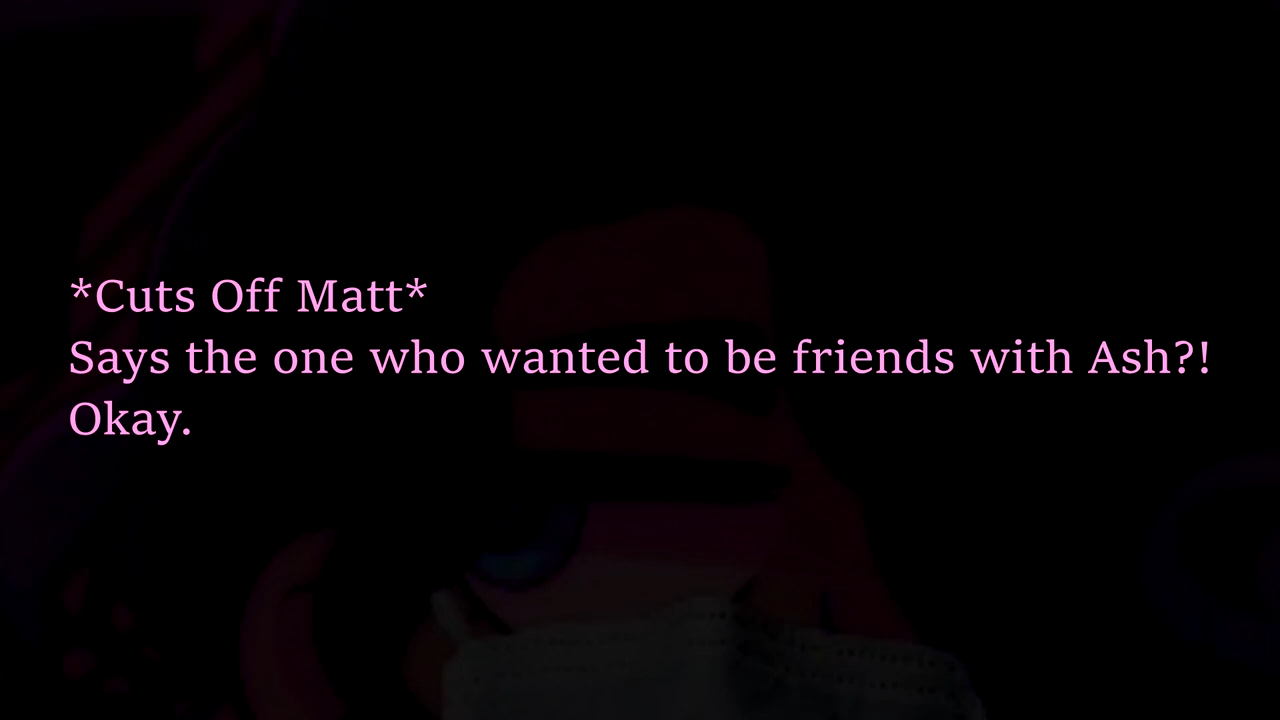 *Cuts Off Matt*
Says the one who wanted to be friends with Ash?!
Okay.